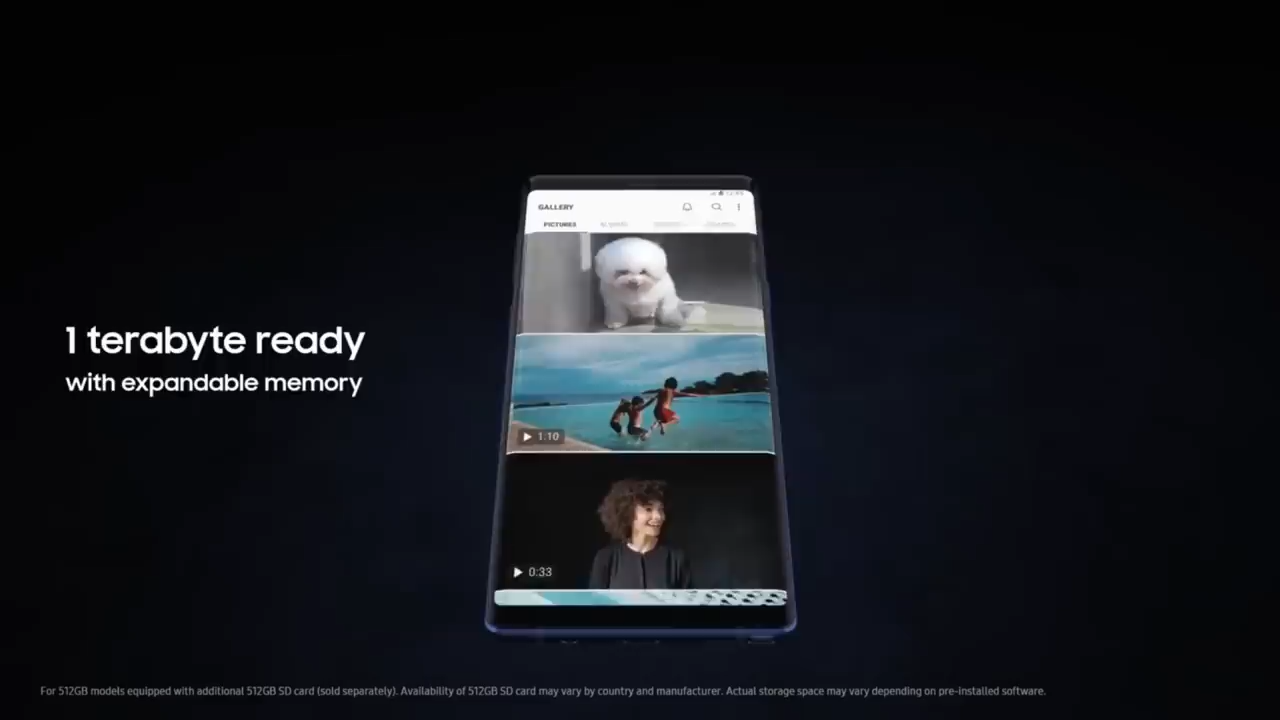 GALLERY
PICTURES
1 terabyte ready
with expandable memory
1:10
0:33
For 512GB models equipped with additional 512GB SD card (sold separately). Availability of 512GB SD card may vary by country and manufacturer. Actual storage space may vary depending on pre-installed software.